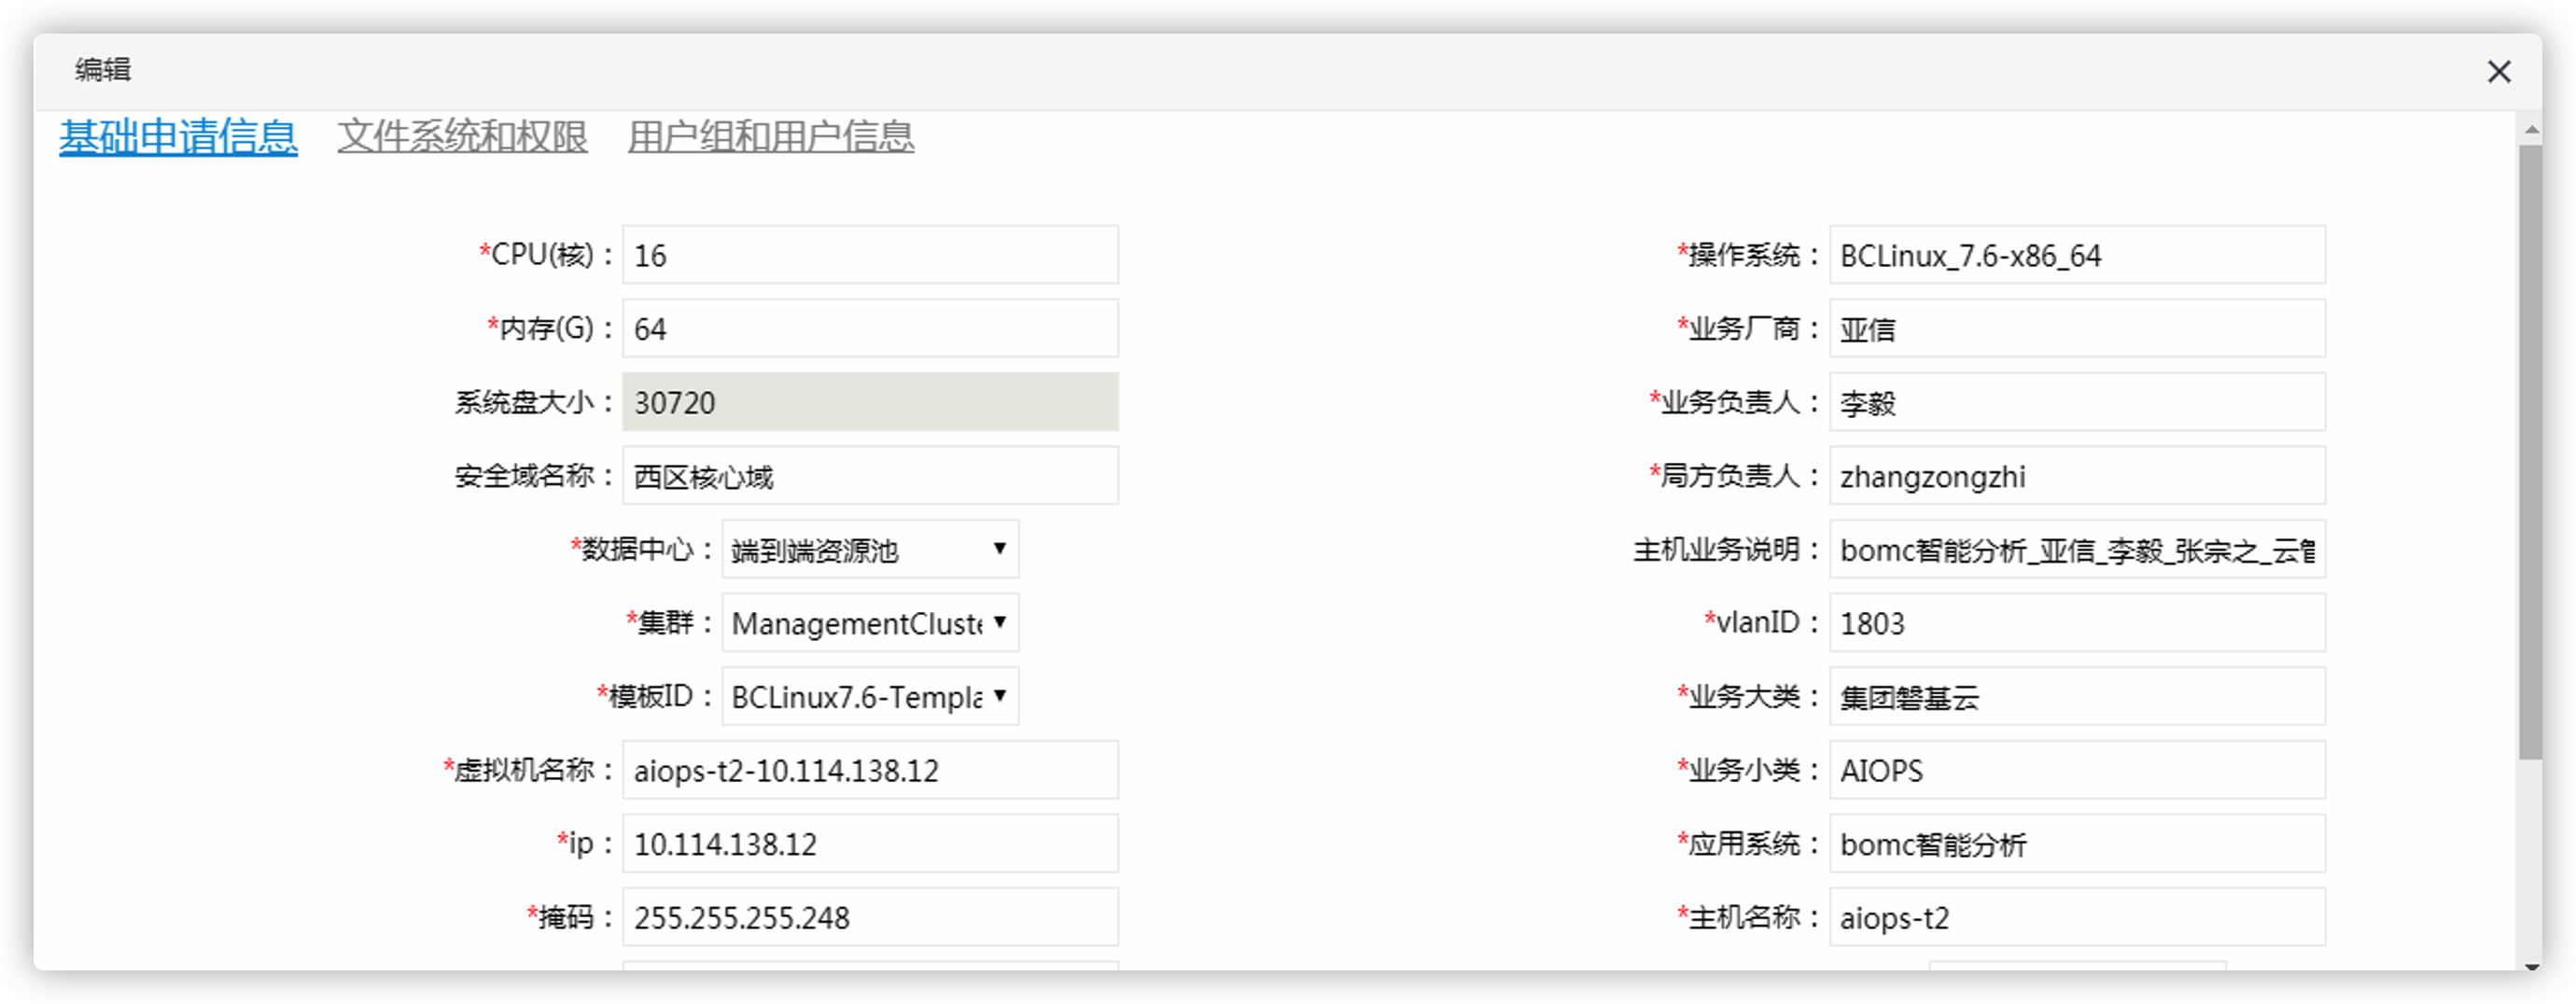 编辑
基础申请信息 文件系统和权限 用户组和用户信息
*CPU(核)： 16 *操作系统： BCLinux_7.6-x86_64
*内存(G)： 64 *业务厂商： 亚信
系统盘大小： 30720 *业务负责人： 李毅
安全域名称： 西区核心域 *局方负责人： zhangzongzhi
*数据中心： 端到端资源池 主机业务说明： bomc智能分析_亚信_李毅_张宗之_云
*集群： ManagementCluste *vlanID： 1803
*模板ID： BCLinux7.6-Templa *业务大类： 集团磐基云
*虚拟机名称： aiops-t2-10.114.138.12 *业务小类： AIOPS
*ip： 10.114.138.12 *应用系统： bomc智能分析
*掩码： 255.255.255.248 *主机名称： aiops-t2